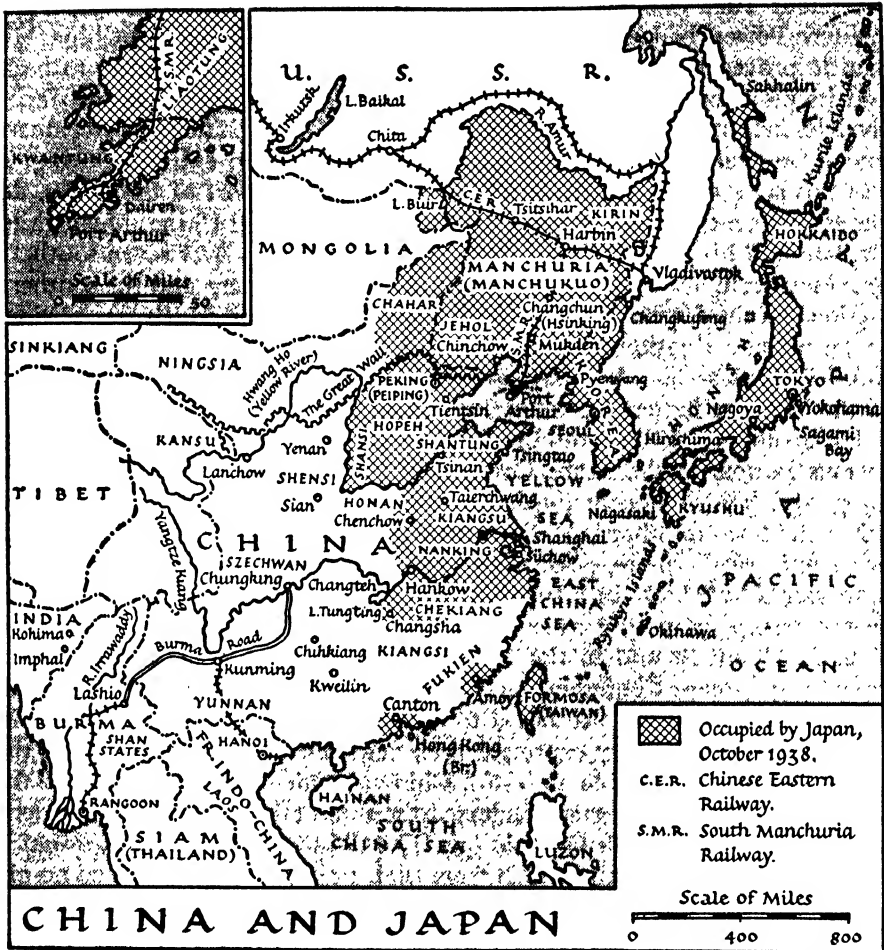 S.M.R.
LIAOTUNG
KWANTUNG
Dairen
Port Arthur
Scale of Miles
0 50
U. S. S. R.
Irkutsk
L.Baikal
Chita
R. Amur
Sakhalin
Kurile Islands
L.Buir
C.E.R.
Tsitsihar
KIRIN
Harbin
HOKKAIDO
MONGOLIA
MANCHURIA
(MANCHUKUO)
Vladivostok
CHAHAR
Changchun
(Hsinking)
Changkufeng
JEHOL
Chinchow
S.M.R.
Mukden
SINKIANG
NINGSIA
Hwang Ho
(Yellow River)
The Great Wall
PEKING
(PEIPING)
Tientsin
Port
Arthur
KOREA
Pyenyang
SEOUL
HONSHU
TOKYO
Nagoya
Yokohama
Sagami
Bay
Hiroshima
JAPAN
HOPEH
SHANSI
KANSU
Yenan
Lanchow
SHENSI
SHANTUNG
Tsinan
Tsingtao
YELLOW
SEA
TIBET
Sian
HONAN
Chenchow
Taierchwang
KIANGSU
Nagasaki
KYUSHU
Yangtze Kiang
CHINA
NANKING
Shanghai
Süchow
SZECHWAN
Chungking
Changteh
Hankow
CHEKIANG
EAST
CHINA
SEA
Ryukyu Islands
PACIFIC
OCEAN
INDIA
Kohima
Imphal
R.Irrawaddy
Burma Road
L.Tungting
Changsha
Chihkiang
KIANGSI
Okinawa
Lashio
Kunming
Kweilin
FUKIEN
YUNNAN
BURMA
SHAN
STATES
Canton
Amoy
FORMOSA
(TAIWAN)
HANOI
Hong Kong
(Br.)
FR.INDO-CHINA
LAOS
RANGOON
HAINAN
SIAM
(THAILAND)
SOUTH
CHINA SEA
LUZON
Occupied by Japan,
October 1938.
C.E.R. Chinese Eastern
Railway.
S.M.R. South Manchuria
Railway.
Scale of Miles
0 400 800
CHINA AND JAPAN